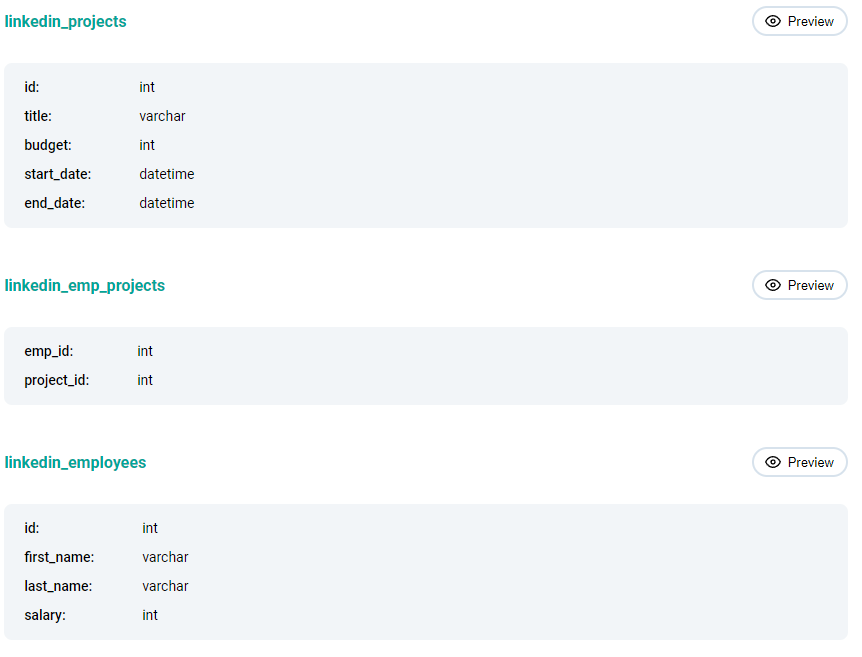 linkedin_projects Preview
id: int
title: varchar
budget: int
start_date: datetime
end_date: datetime
linkedin_emp_projects Preview
emp_id: int
project_id: int
linkedin_employees Preview
id: int
first_name: varchar
last_name: varchar
salary: int